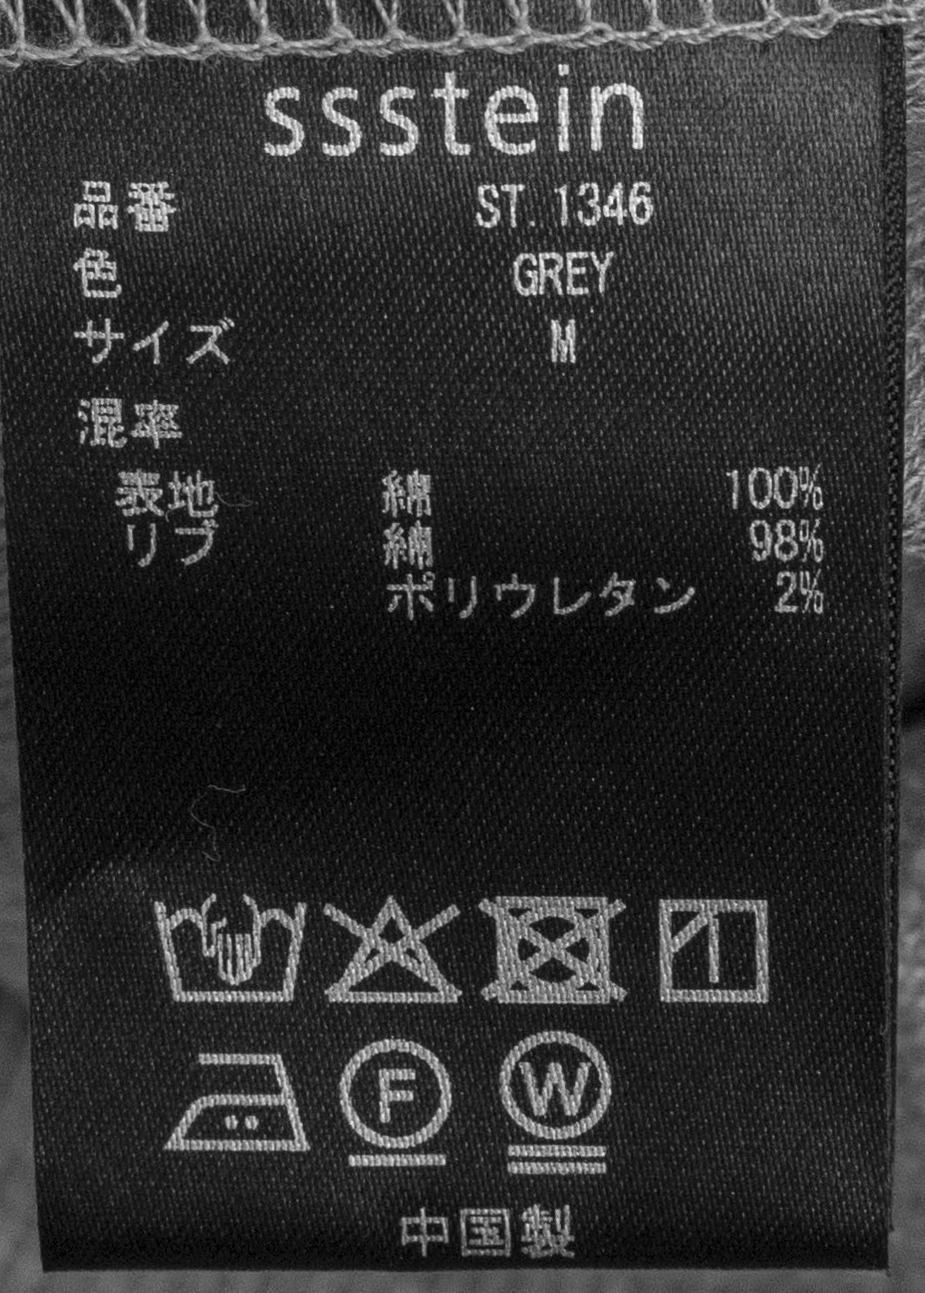 ssstein
品番 ST.1346
色 GREY
サイズ M
混率
表地 綿 100%
リブ 綿 98%
ポリウレタン 2%
F W
中国製